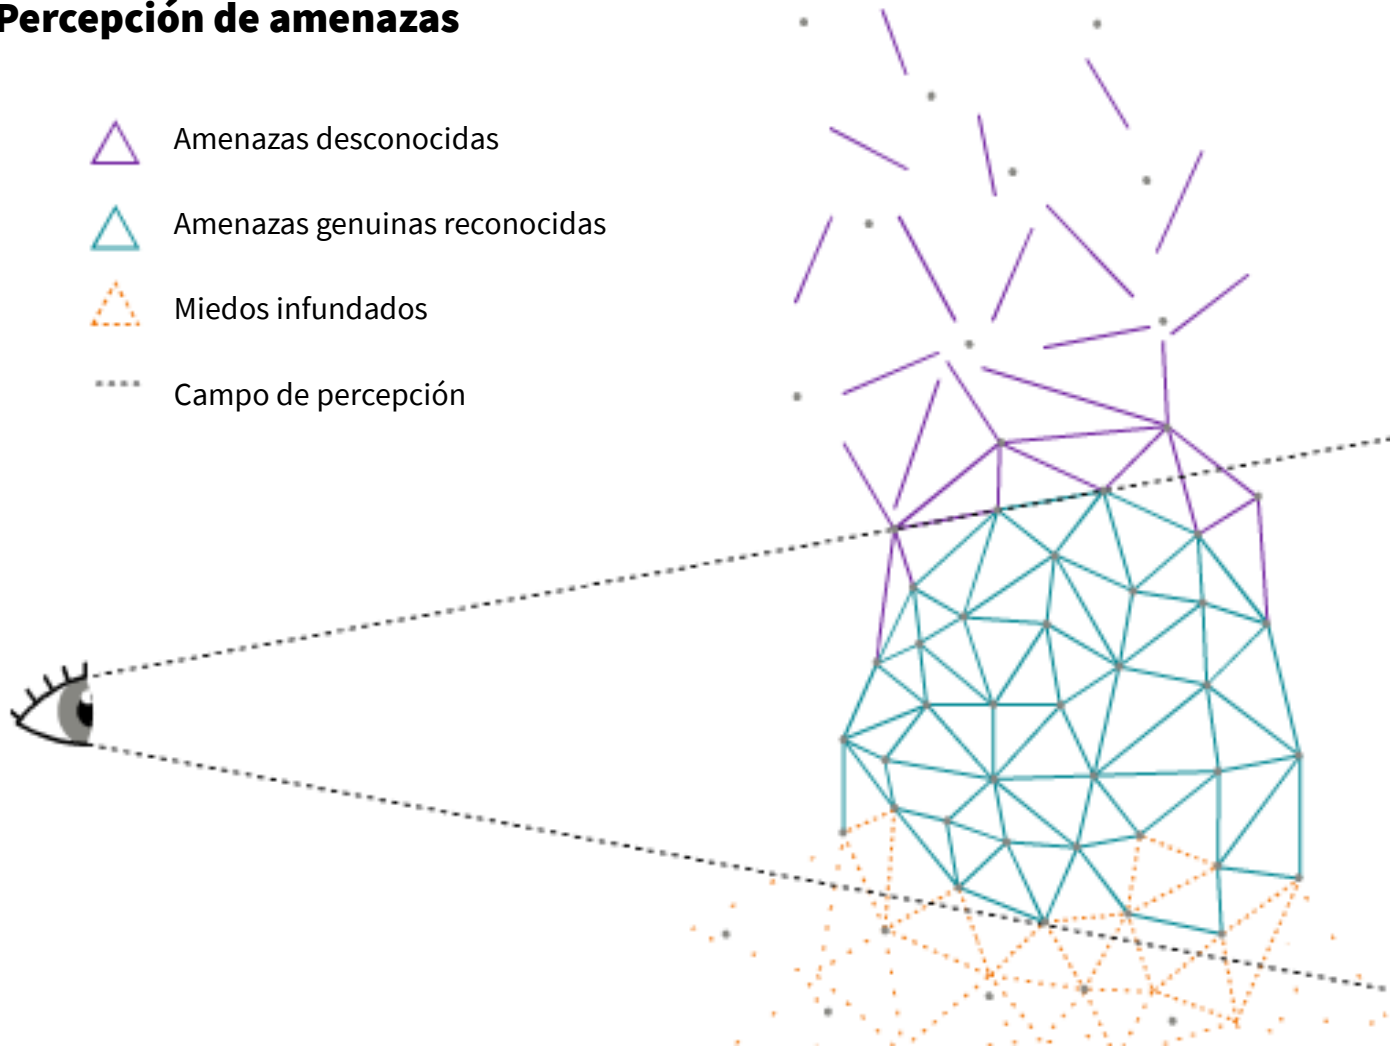 Percepción de amenazas
Amenazas desconocidas
Amenazas genuinas reconocidas
Miedos infundados
Campo de percepción